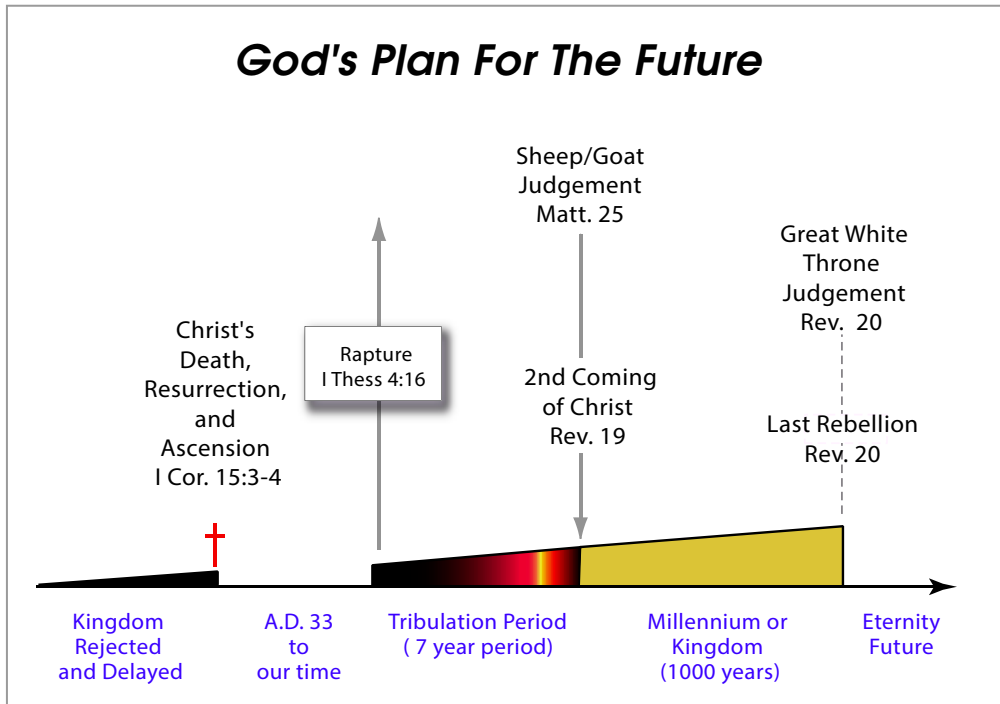 God's Plan For The Future
Sheep/Goat
Judgement
Matt. 25
Great White
Throne
Judgement
Rev. 20
Christ's
Death,
Resurrection,
and
Ascension
I Cor. 15:3-4
Rapture
I Thess 4:16
2nd Coming
of Christ
Rev. 19
Last Rebellion
Rev. 20
Kingdom
Rejected
and Delayed
A.D. 33
to
our time
Tribulation Period
( 7 year period)
Millennium or
Kingdom
(1000 years)
Eternity
Future